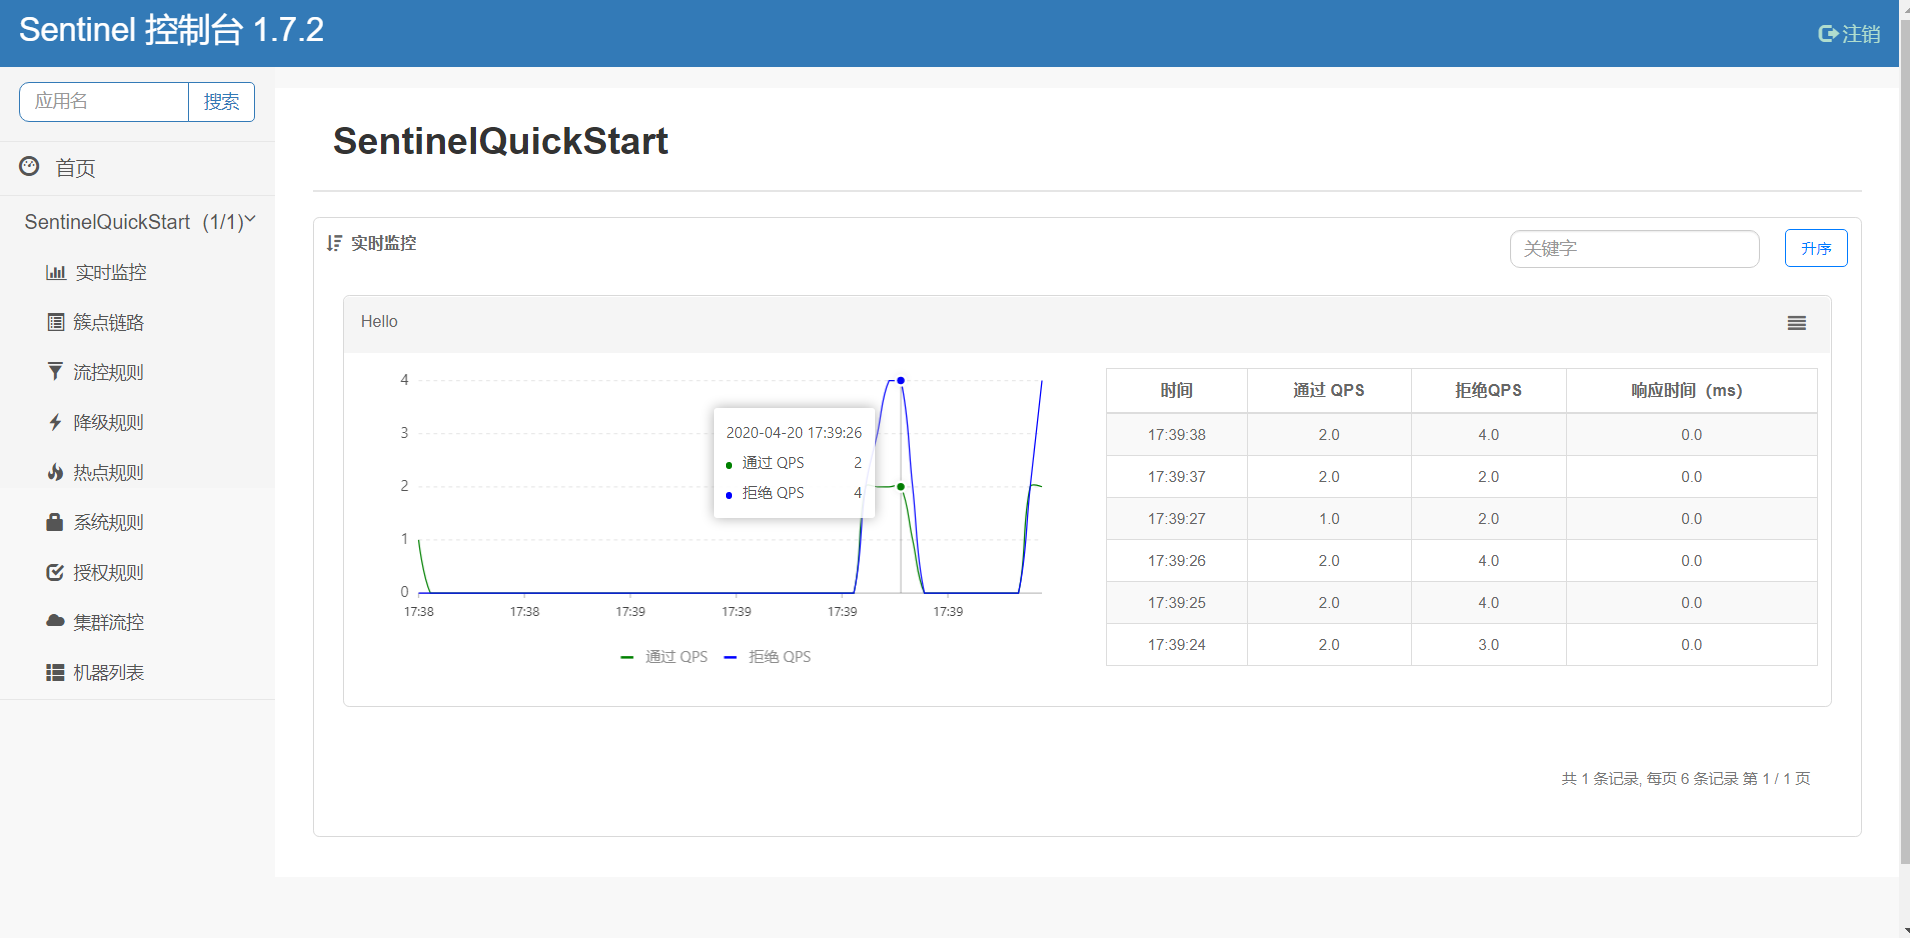 Sentinel 控制台 1.7.2
注销
应用名 搜索
首页
SentinelQuickStart (1/1)
实时监控
簇点链路
流控规则
降级规则
热点规则
系统规则
授权规则
集群流控
机器列表
SentinelQuickStart
实时监控 关键字 升序
Hello
4
3
2
1
0
17:38 17:38 17:39 17:39 17:39 17:39
2020-04-20 17:39:26
通过 QPS 2
拒绝 QPS 4
通过 QPS 拒绝 QPS
时间 通过 QPS 拒绝QPS 响应时间 (ms)
17:39:38 2.0 4.0 0.0
17:39:37 2.0 2.0 0.0
17:39:27 1.0 2.0 0.0
17:39:26 2.0 4.0 0.0
17:39:25 2.0 4.0 0.0
17:39:24 2.0 3.0 0.0
共 1 条记录, 每页 6 条记录 第 1 / 1 页